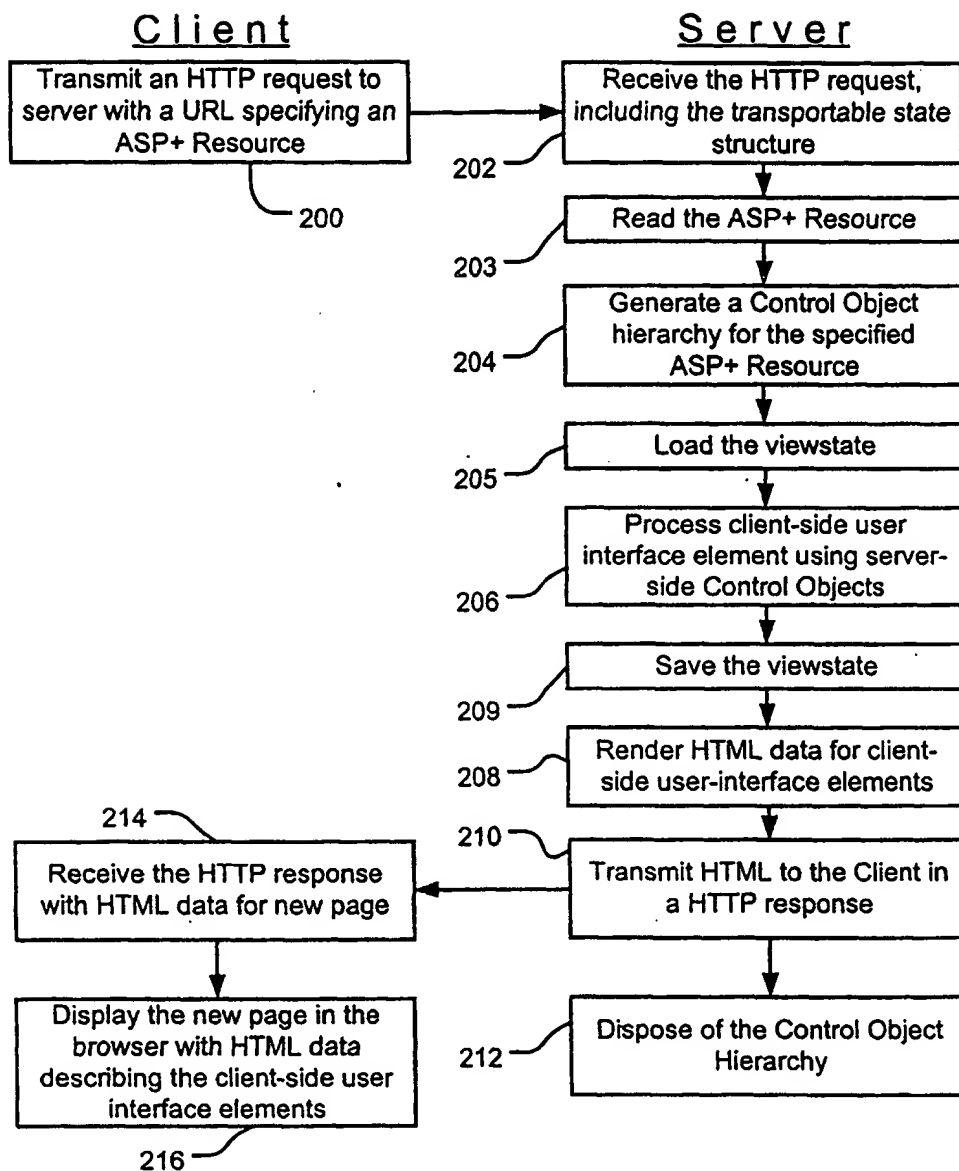 Client
Server
Transmit an HTTP request to
server with a URL specifying an
ASP+ Resource
200
Receive the HTTP request,
including the transportable state
structure
202
Read the ASP+ Resource
203
Generate a Control Object
hierarchy for the specified
ASP+ Resource
204
Load the viewstate
205
Process client-side user
interface element using server-
side Control Objects
206
Save the viewstate
209
Render HTML data for client-
side user-interface elements
208
Transmit HTML to the Client in
a HTTP response
210
214
Receive the HTTP response
with HTML data for new page
Display the new page in the
browser with HTML data
describing the client-side user
interface elements
216
Dispose of the Control Object
Hierarchy
212